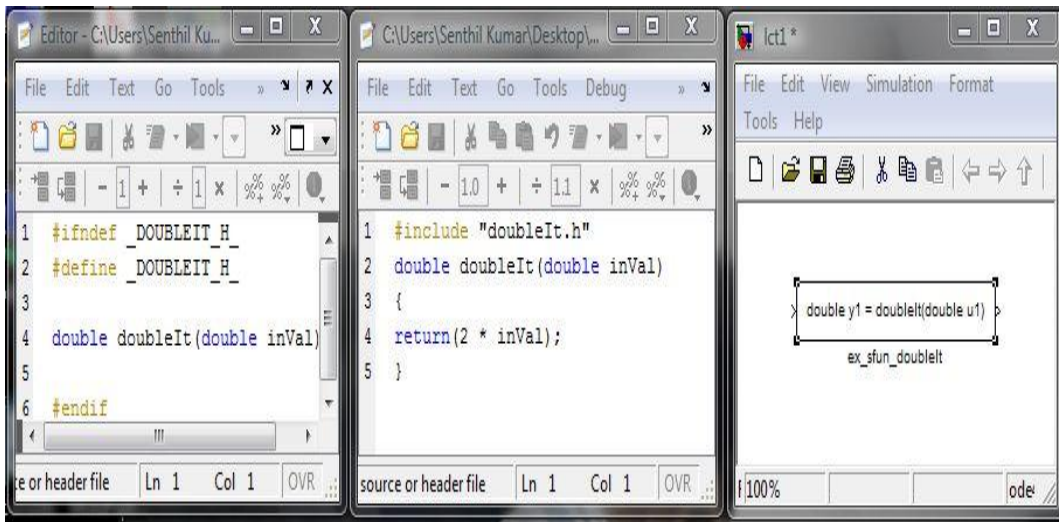 Editor - C:\Users\Senthil Ku...
File Edit Text Go Tools »
»
- 1 + ÷ 1 ×
1 #ifndef _DOUBLEIT_H_
2 #define _DOUBLEIT_H_
3
4 double doubleIt(double inVal)
5
6 #endif
ce or header file Ln 1 Col 1 OVR
C:\Users\Senthil Kumar\Desktop\...
File Edit Text Go Tools Debug »
»
- 1.0 + ÷ 1.1 ×
1 #include "doubleIt.h"
2 double doubleIt(double inVal)
3 {
4 return(2 * inVal);
5 }
source or header file Ln 1 Col 1 OVR
lct1 *
File Edit View Simulation Format
Tools Help
double y1 = doubleIt(double u1)
ex_sfun_doubleIt
100% ode